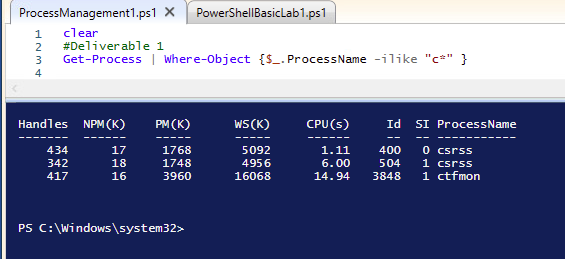 ProcessManagement1.ps1 X PowerShellBasicLab1.ps1
1 clear
2 #Deliverable 1
3 Get-Process | Where-Object {$_.ProcessName -ilike "c*" }
4
Handles NPM(K) PM(K) WS(K) CPU(s) Id SI ProcessName
------- ------ ----- ----- ------ -- -- -----------
434 17 1768 5092 1.11 400 0 csrss
342 18 1748 4956 6.00 504 1 csrss
417 16 3960 16068 14.94 3848 1 ctfmon
PS C:\Windows\system32>